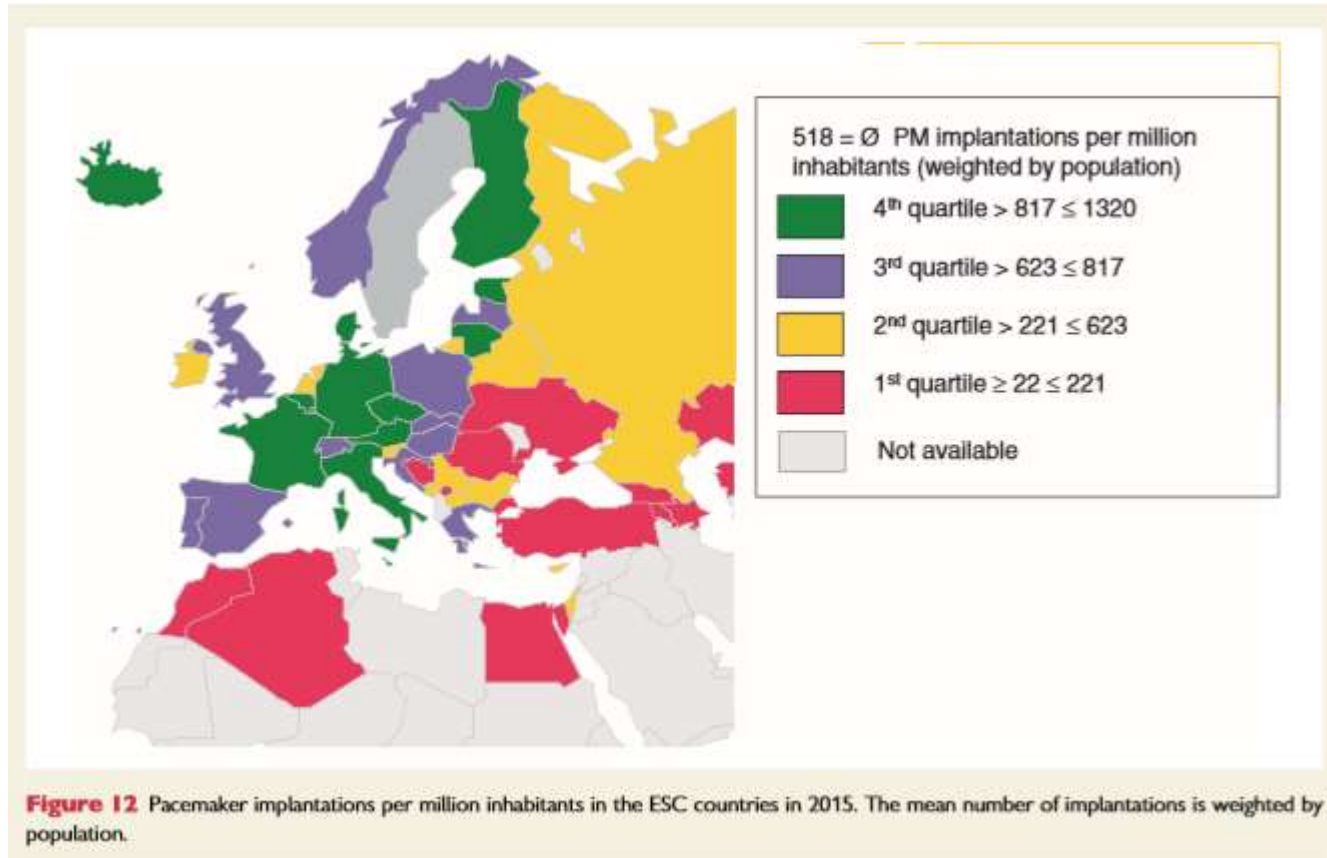 518 = Ø PM implantations per million
inhabitants (weighted by population)
4th quartile > 817 ≤ 1320
3rd quartile > 623 ≤ 817
2nd quartile > 221 ≤ 623
1st quartile ≥ 22 ≤ 221
Not available
Figure 12 Pacemaker implantations per million inhabitants in the ESC countries in 2015. The mean number of implantations is weighted by
population.